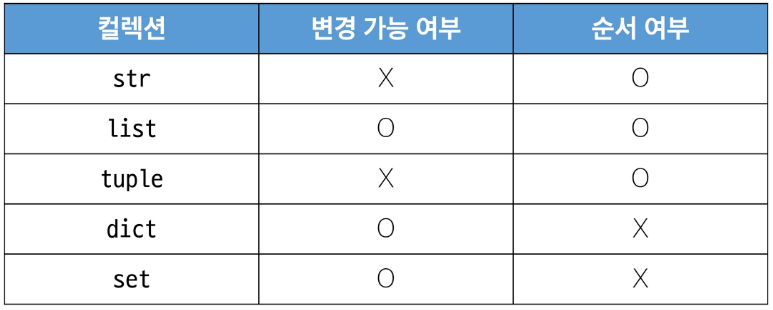 컬렉션 변경 가능 여부 순서 여부
str X O
list O O
tuple X O
dict O X
set O X